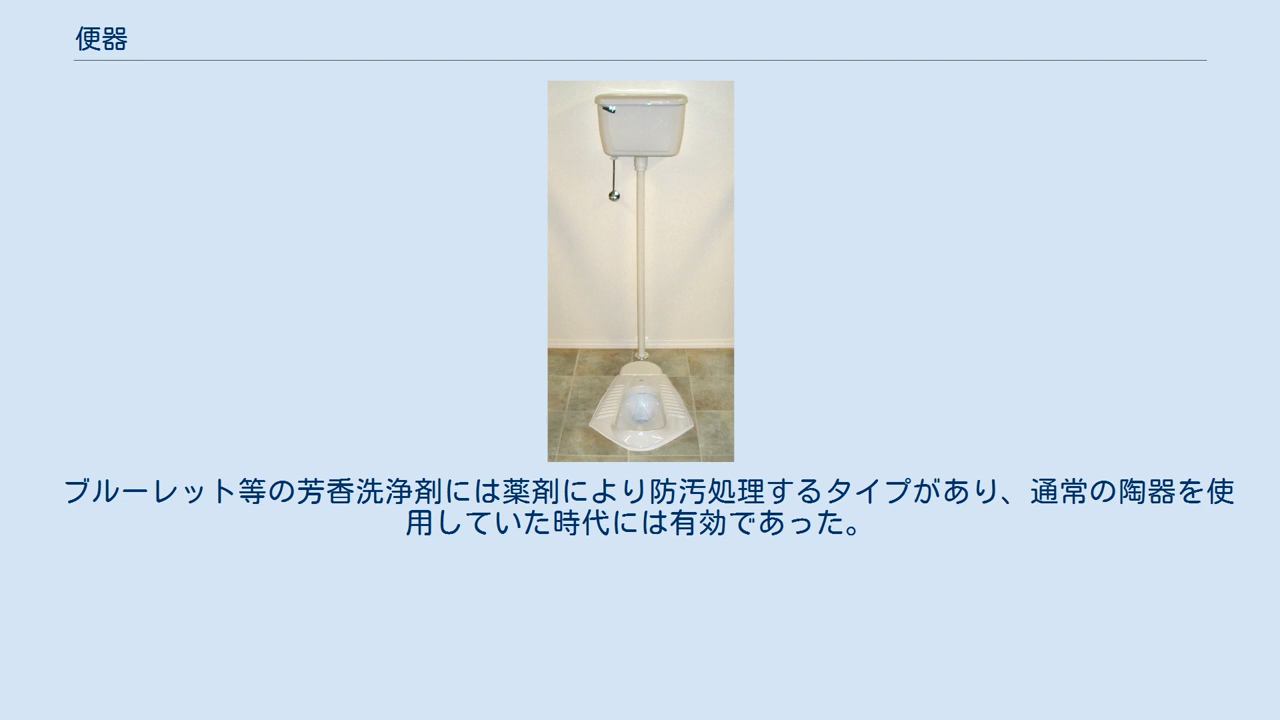 便器
ブルーレット等の芳香洗浄剤には薬剤により防汚処理するタイプがあり、通常の陶器を使
用していた時代には有効であった。